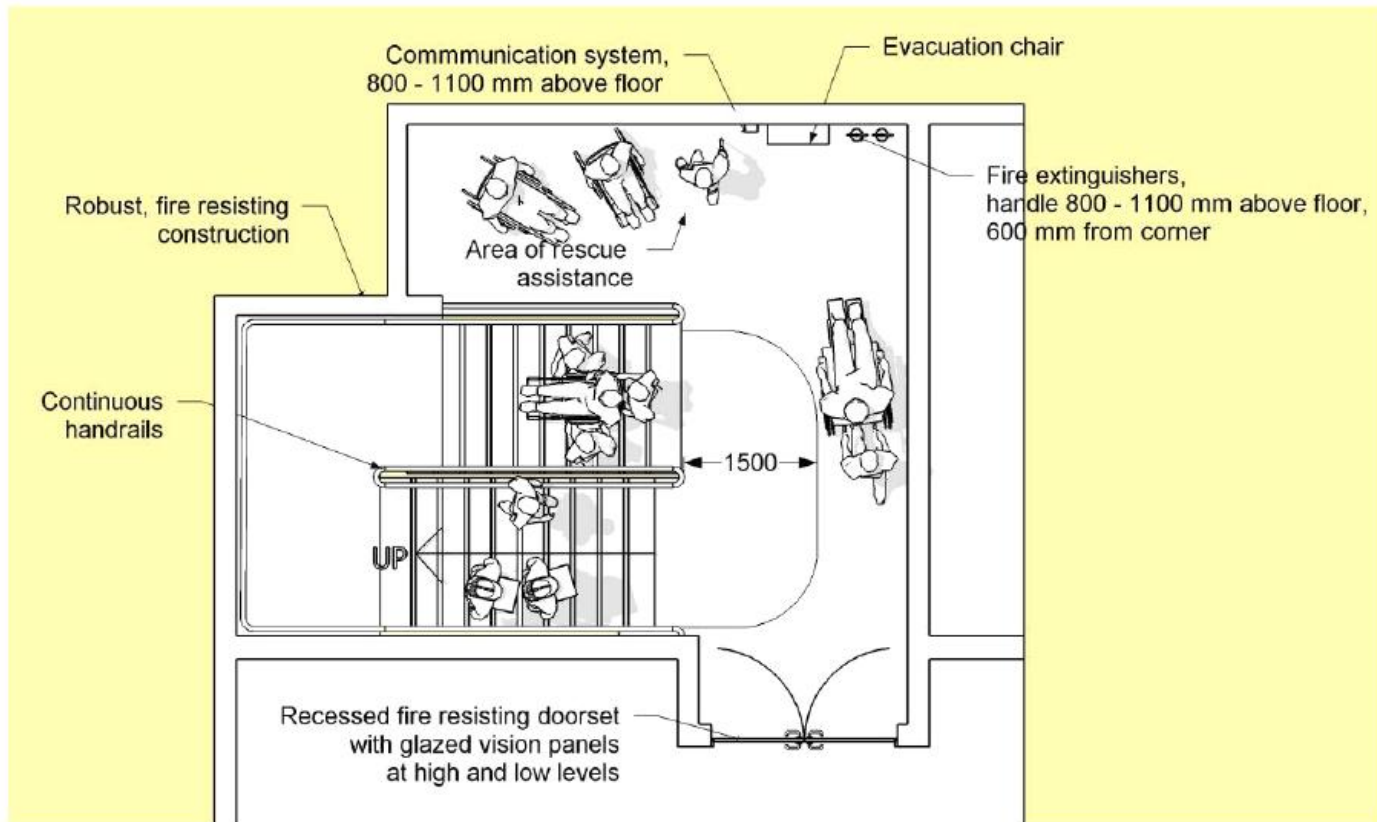 Commmunication system,
800 - 1100 mm above floor
Evacuation chair
Fire extinguishers,
handle 800 - 1100 mm above floor,
600 mm from corner
Robust, fire resisting
construction
Area of rescue
assistance
Continuous
handrails
1500
UP
Recessed fire resisting doorset
with glazed vision panels
at high and low levels